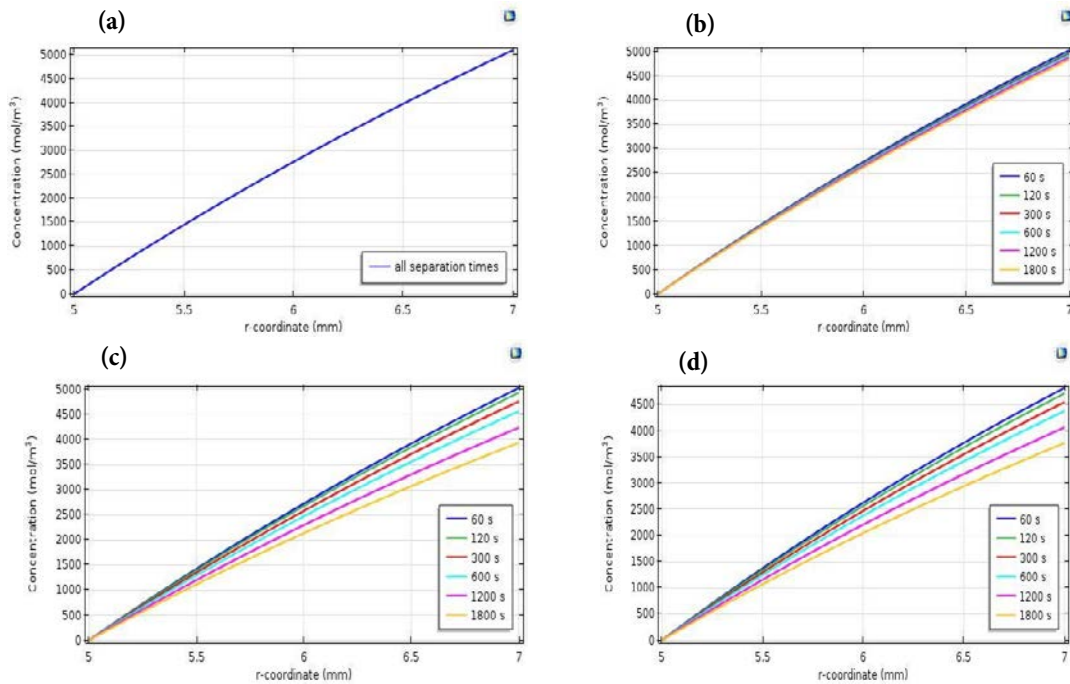 (a)
Concentration (mol/m³)
5000
4500
4000
3500
3000
2500
2000
1500
1000
500
0
all separation times
5 5.5 6 6.5 7
r-coordinate (mm)
(b)
Concentration (mol/m³)
5000
4500
4000
3500
3000
2500
2000
1500
1000
500
0
60 s
120 s
300 s
600 s
1200 s
1800 s
5 5.5 6 6.5 7
r-coordinate (mm)
(c)
Concentration (mol/m³)
5000
4500
4000
3500
3000
2500
2000
1500
1000
500
0
60 s
120 s
300 s
600 s
1200 s
1800 s
5 5.5 6 6.5 7
r-coordinate (mm)
(d)
Concentration (mol/m³)
4500
4000
3500
3000
2500
2000
1500
1000
500
0
60 s
120 s
300 s
600 s
1200 s
1800 s
5 5.5 6 6.5 7
r-coordinate (mm)